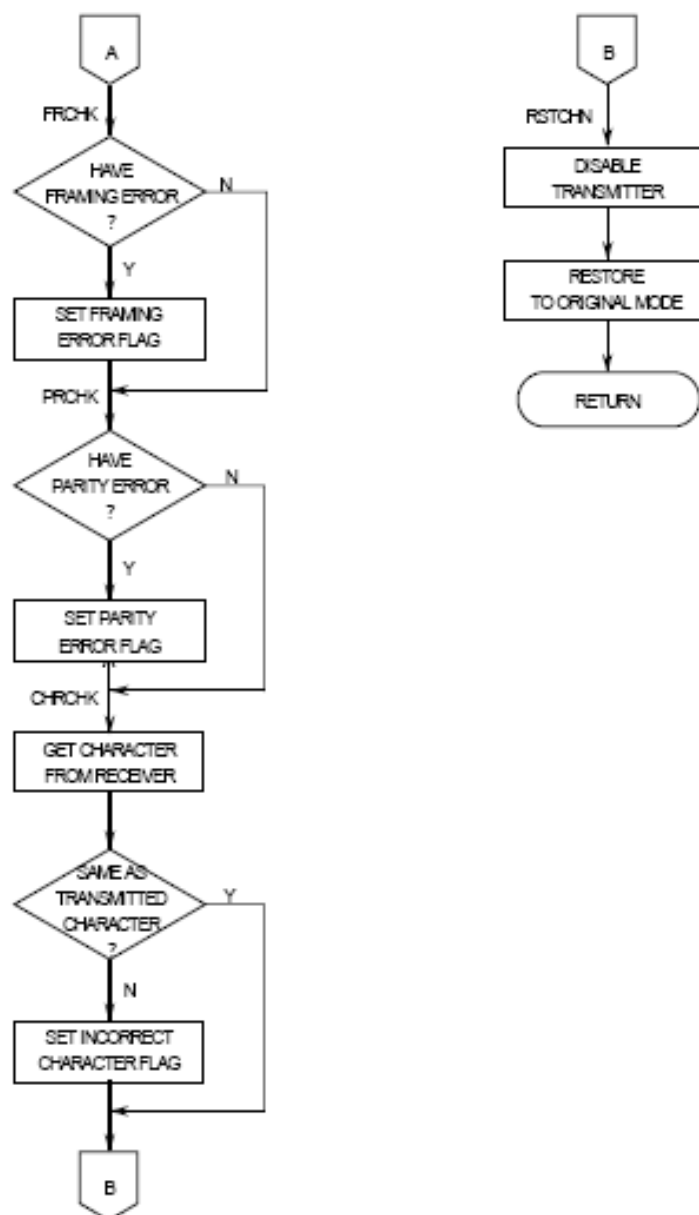 A
FRCHK
HAVE
FRAMING ERROR
?
N
Y
SET FRAMING
ERROR FLAG
PRCHK
HAVE
PARITY ERROR
?
N
Y
SET PARITY
ERROR FLAG
CHRCHK
GET CHARACTER
FROM RECEIVER
SAME AS
TRANSMITTED
CHARACTER
?
Y
N
SET INCORRECT
CHARACTER FLAG
B
B
RSTCHN
DISABLE
TRANSMITTER
RESTORE
TO ORIGINAL MODE
RETURN